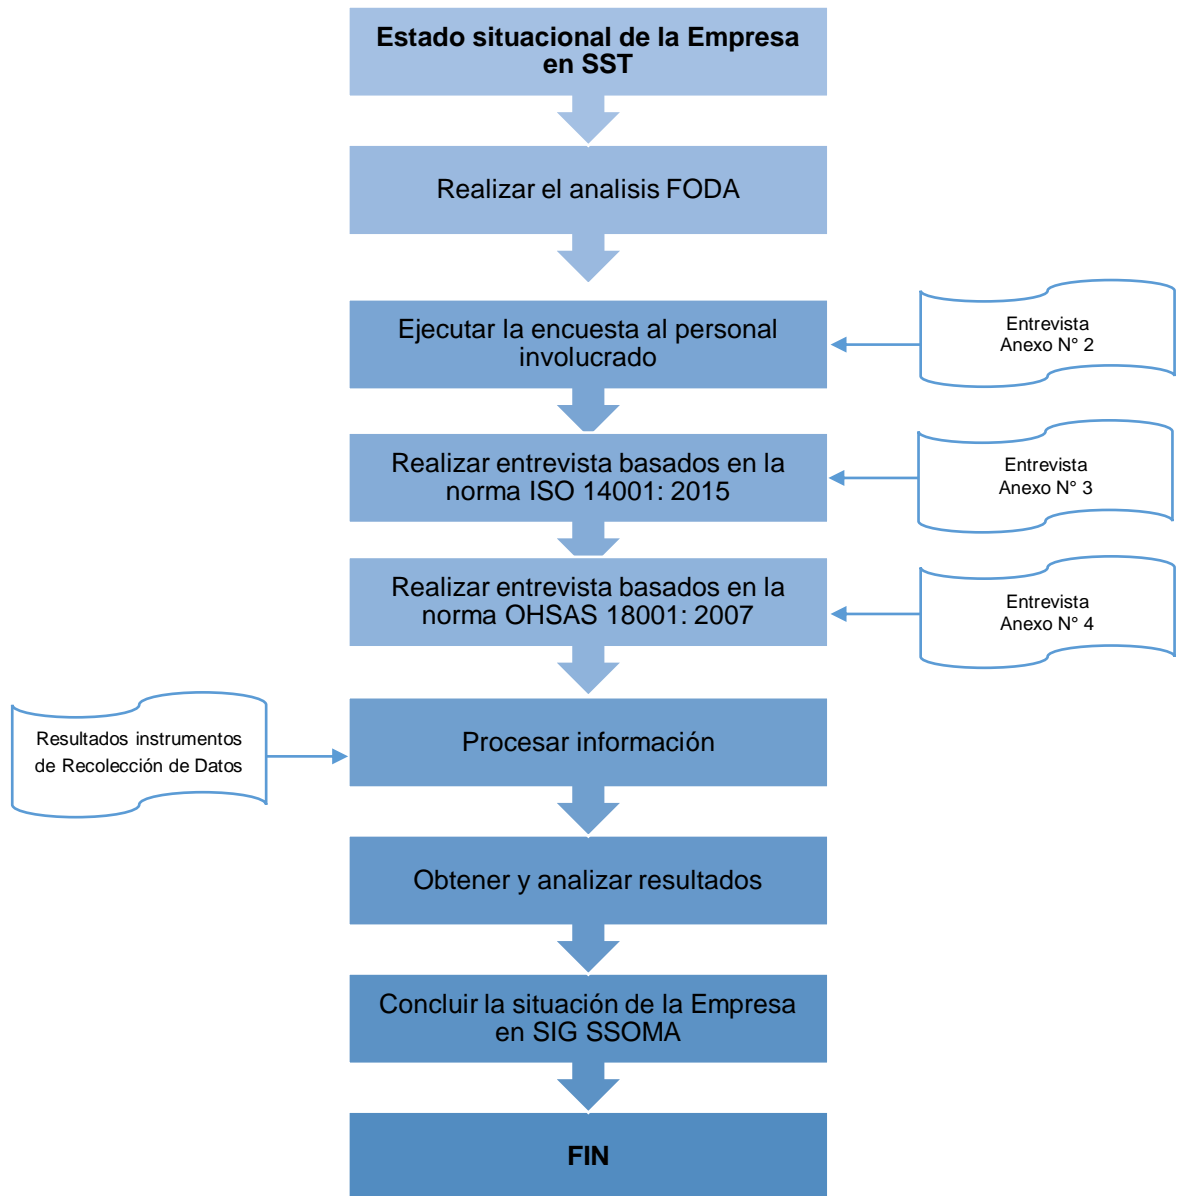 Estado situacional de la Empresa
en SST
Realizar el analisis FODA
Ejecutar la encuesta al personal
involucrado
Entrevista
Anexo N° 2
Realizar entrevista basados en la
norma ISO 14001: 2015
Entrevista
Anexo N° 3
Realizar entrevista basados en la
norma OHSAS 18001: 2007
Entrevista
Anexo N° 4
Resultados instrumentos
de Recolección de Datos
Procesar información
Obtener y analizar resultados
Concluir la situación de la Empresa
en SIG SSOMA
FIN